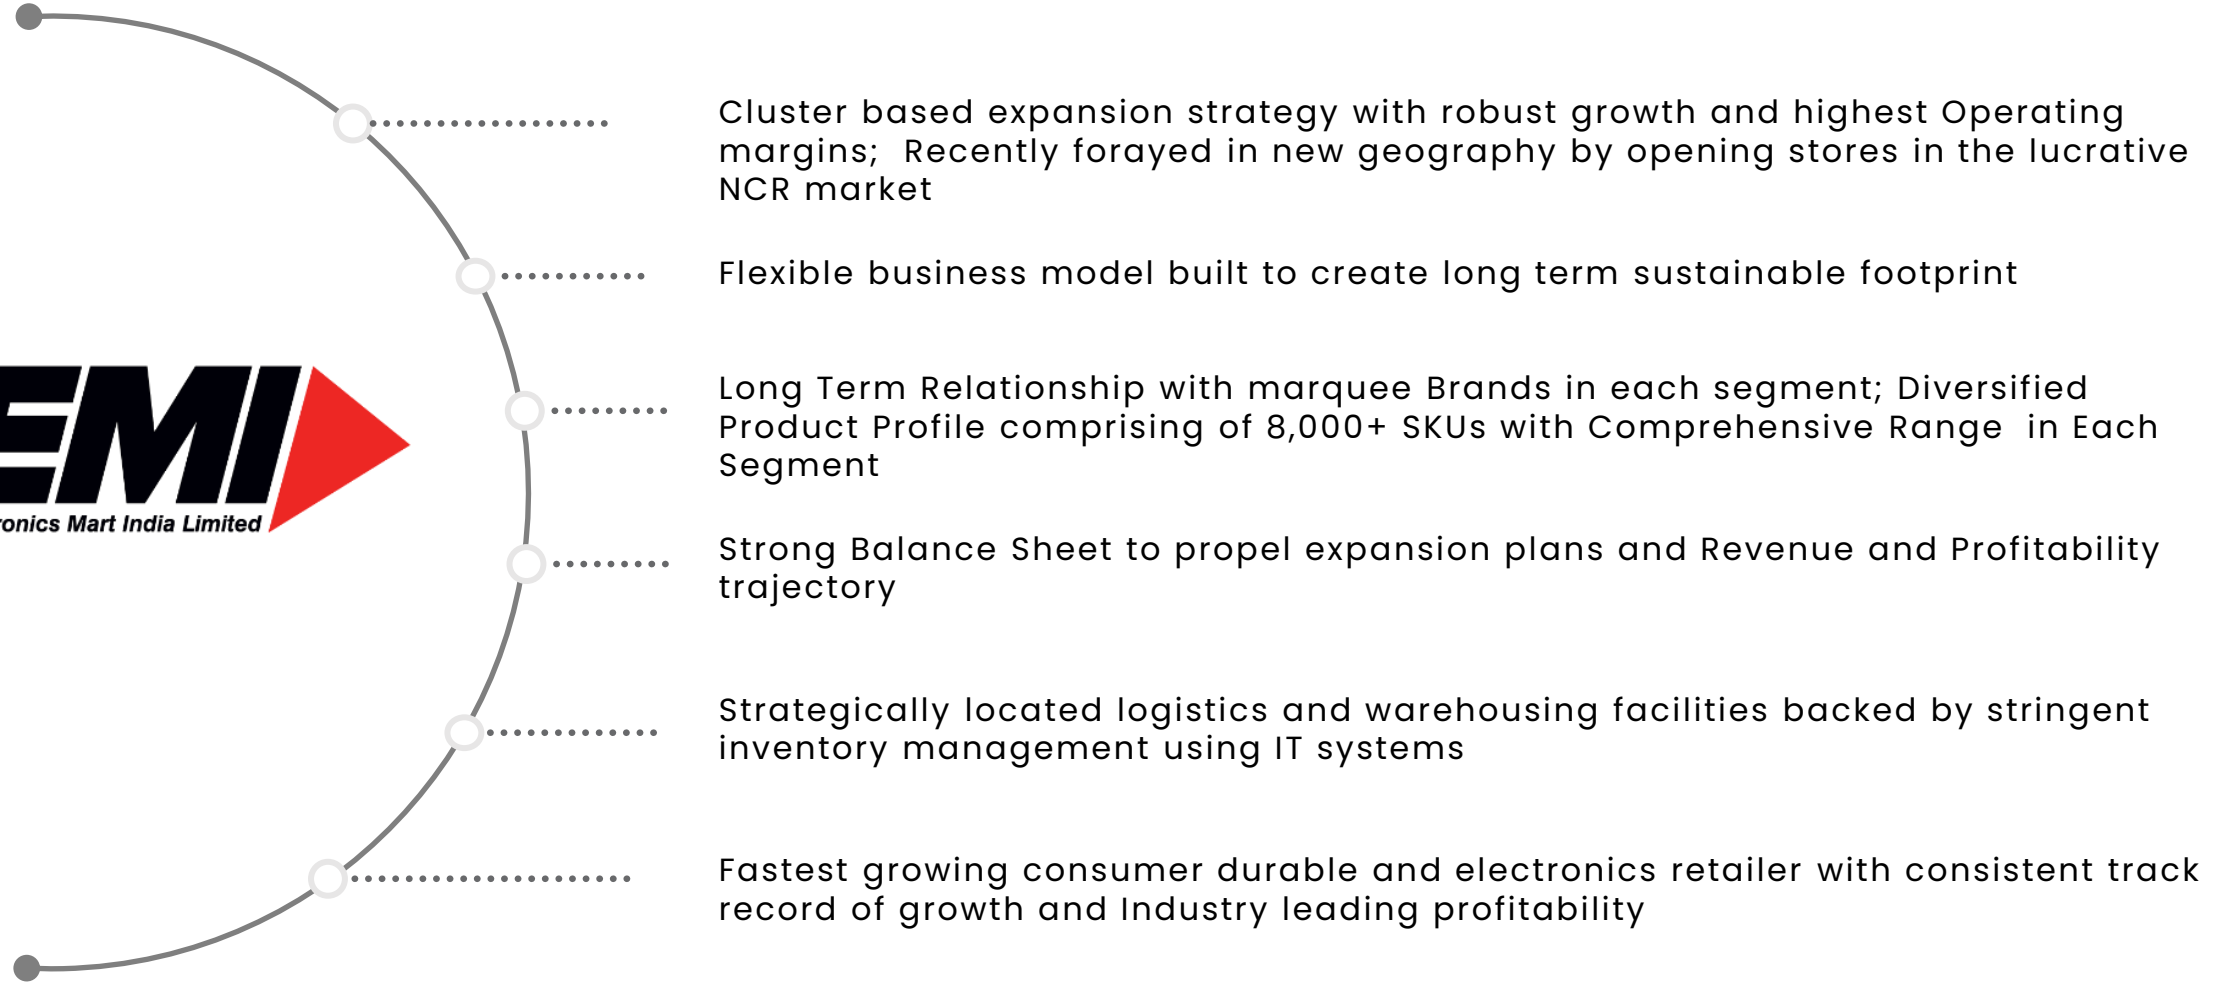 Cluster based expansion strategy with robust growth and highest Operating
margins;  Recently forayed in new geography by opening stores in the lucrative
NCR market
Flexible business model built to create long term sustainable footprint
Long Term Relationship with marquee Brands in each segment; Diversified
Product Profile comprising of 8,000+ SKUs with Comprehensive Range  in Each
Segment
EMI
ronics Mart India Limited
Strong Balance Sheet to propel expansion plans and Revenue and Profitability
trajectory
Strategically located logistics and warehousing facilities backed by stringent
inventory management using IT systems
Fastest growing consumer durable and electronics retailer with consistent track
record of growth and Industry leading profitability